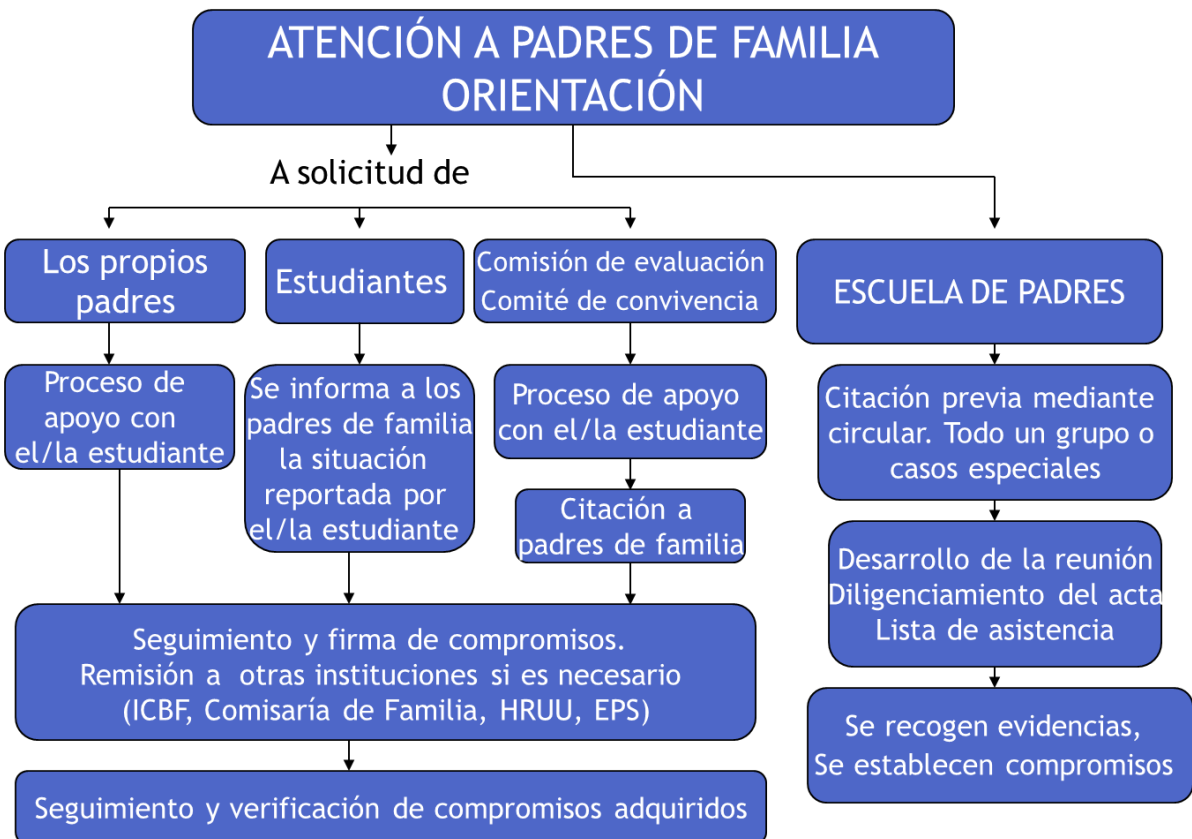 ATENCIÓN A PADRES DE FAMILIA
ORIENTACIÓN
A solicitud de
Los propios
padres
Estudiantes
Comisión de evaluación
Comité de convivencia
ESCUELA DE PADRES
Proceso de
apoyo con
el/la estudiante
Se informa a los
padres de familia
la situación
reportada por
el/la estudiante
Proceso de apoyo
con el/la estudiante
Citación a
padres de familia
Citación previa mediante
circular. Todo un grupo o
casos especiales
Desarrollo de la reunión
Diligenciamiento del acta
Lista de asistencia
Seguimiento y firma de compromisos.
Remisión a otras instituciones si es necesario
(ICBF, Comisaría de Familia, HRUU, EPS)
Se recogen evidencias,
Se establecen compromisos
Seguimiento y verificación de compromisos adquiridos